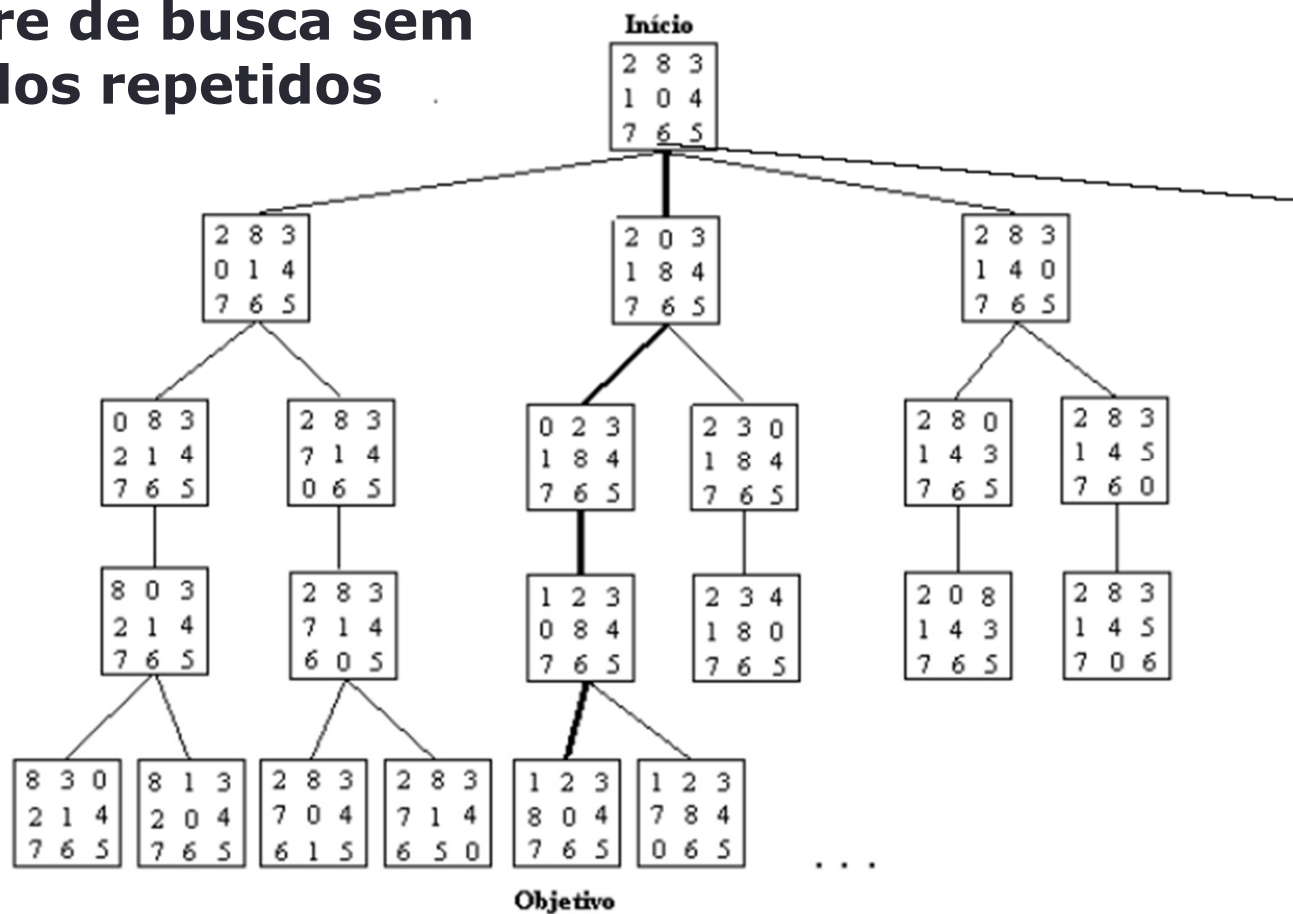 re de busca sem
los repetidos
Início
2 8 3
1 0 4
7 6 5
2 8 3
0 1 4
7 6 5
2 0 3
1 8 4
7 6 5
2 8 3
1 4 0
7 6 5
0 8 3
2 1 4
7 6 5
2 8 3
7 1 4
0 6 5
0 2 3
1 8 4
7 6 5
2 3 0
1 8 4
7 6 5
2 8 0
1 4 3
7 6 5
2 8 3
1 4 5
7 6 0
8 0 3
2 1 4
7 6 5
2 8 3
7 1 4
6 0 5
1 2 3
0 8 4
7 6 5
2 3 4
1 8 0
7 6 5
2 0 8
1 4 3
7 6 5
2 8 3
1 4 5
7 0 6
8 3 0
2 1 4
7 6 5
8 1 3
2 0 4
7 6 5
2 8 3
7 0 4
6 1 5
2 8 3
7 1 4
6 5 0
1 2 3
8 0 4
7 6 5
1 2 3
7 8 4
0 6 5
. . .
Objetivo